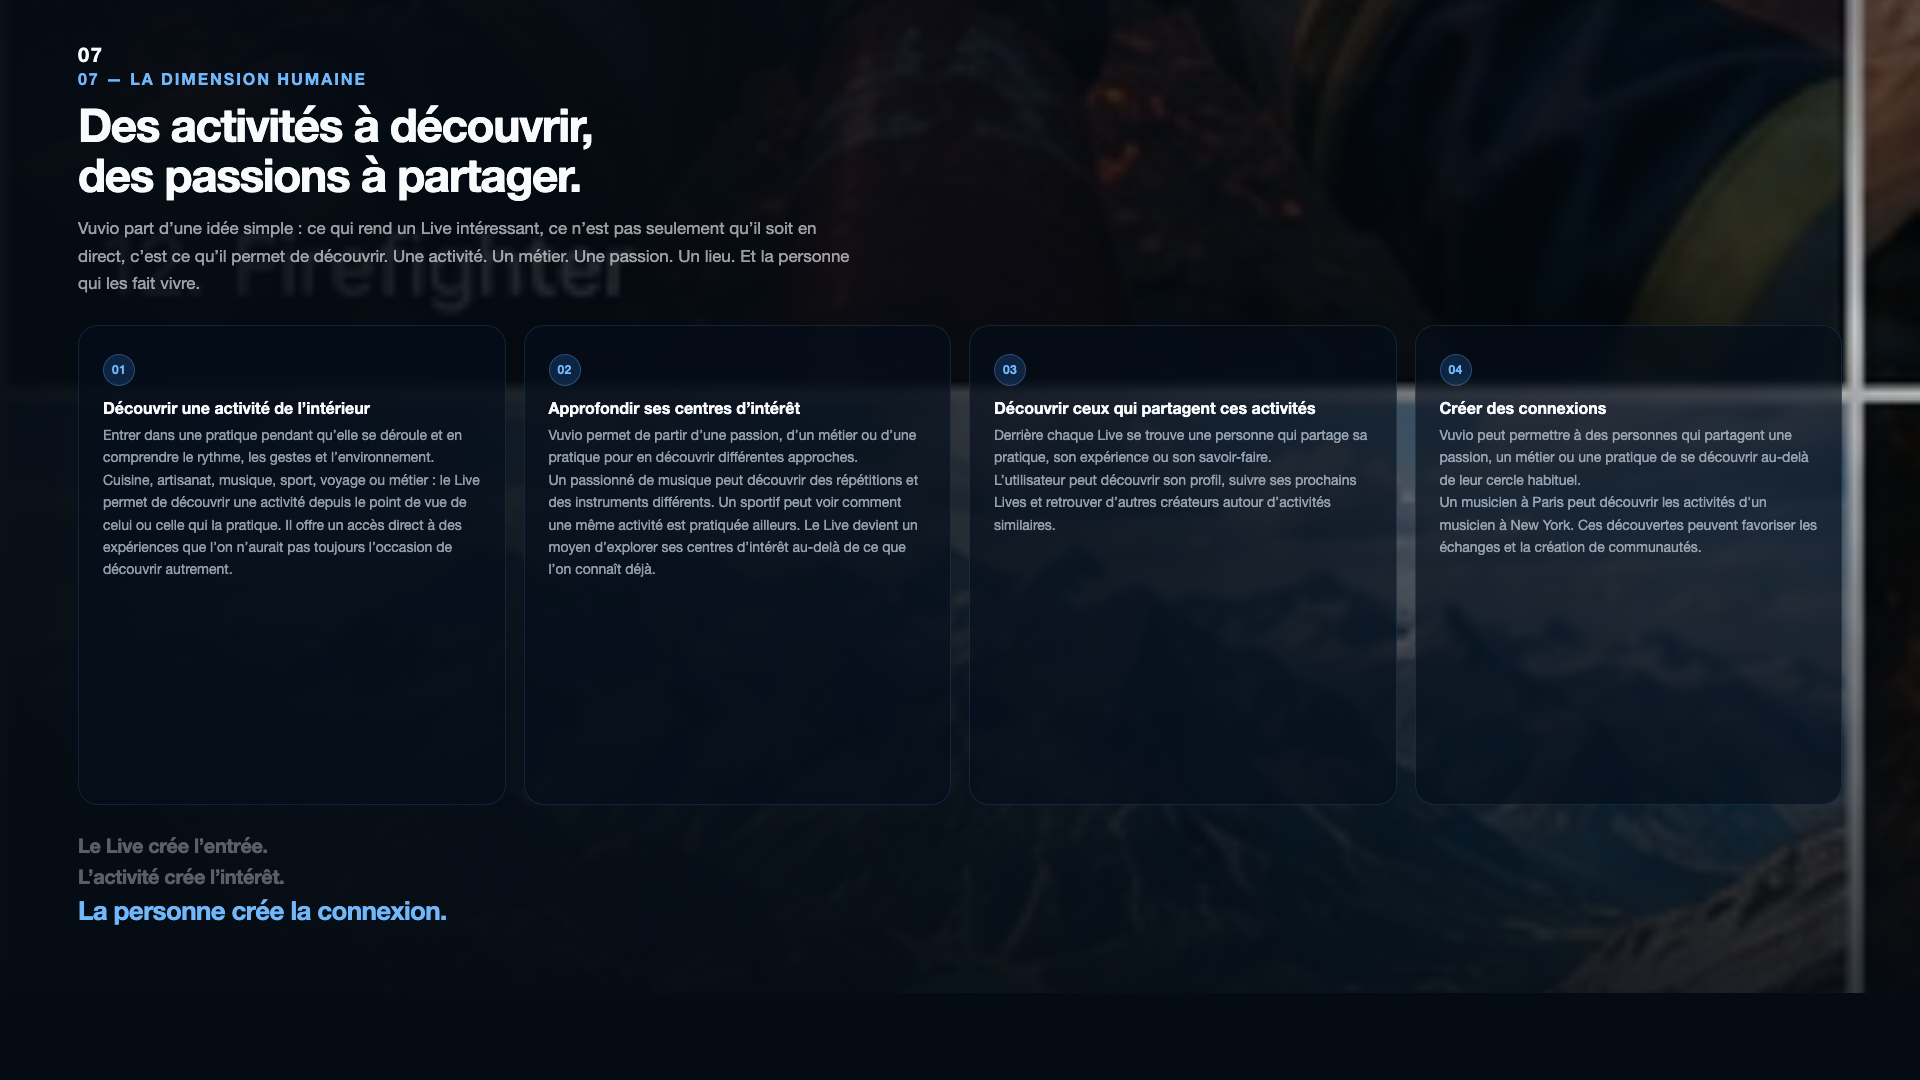 07
07 — LA DIMENSION HUMAINE
Des activités à découvrir,
des passions à partager.
Vuvio part d’une idée simple : ce qui rend un Live intéressant, ce n’est pas seulement qu’il soit en
direct, c’est ce qu’il permet de découvrir. Une activité. Un métier. Une passion. Un lieu. Et la personne
qui les fait vivre.
Firefighter
01
Découvrir une activité de l’intérieur
Entrer dans une pratique pendant qu’elle se déroule et en
comprendre le rythme, les gestes et l’environnement.
Cuisine, artisanat, musique, sport, voyage ou métier : le Live
permet de découvrir une activité depuis le point de vue de
celui ou celle qui la pratique. Il offre un accès direct à des
expériences que l’on n’aurait pas toujours l’occasion de
découvrir autrement.
02
Approfondir ses centres d’intérêt
Vuvio permet de partir d’une passion, d’un métier ou d’une
pratique pour en découvrir différentes approches.
Un passionné de musique peut découvrir des répétitions et
des instruments différents. Un sportif peut voir comment
une même activité est pratiquée ailleurs. Le Live devient un
moyen d’explorer ses centres d’intérêt au-delà de ce que
l’on connaît déjà.
03
Découvrir ceux qui partagent ces activités
Derrière chaque Live se trouve une personne qui partage sa
pratique, son expérience ou son savoir-faire.
L’utilisateur peut découvrir son profil, suivre ses prochains
Lives et retrouver d’autres créateurs autour d’activités
similaires.
04
Créer des connexions
Vuvio peut permettre à des personnes qui partagent une
passion, un métier ou une pratique de se découvrir au-delà
de leur cercle habituel.
Un musicien à Paris peut découvrir les activités d’un
musicien à New York. Ces découvertes peuvent favoriser les
échanges et la création de communautés.
Le Live crée l’entrée.
L’activité crée l’intérêt.
La personne crée la connexion.